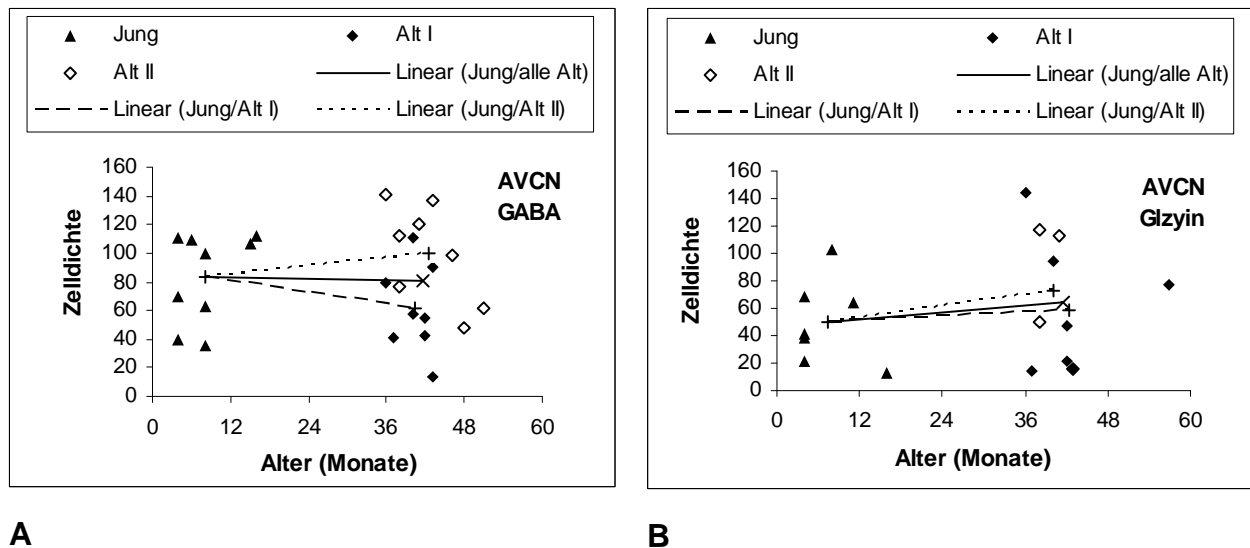 Jung
Alt I
Alt II
Linear (Jung/alle Alt)
Linear (Jung/Alt I)
Linear (Jung/Alt II)
AVCN
GABA
Zelldichte
160
140
120
100
80
60
40
20
0
0 12 24 36 48 60
Alter (Monate)
A
Jung
Alt I
Alt II
Linear (Jung/alle Alt)
Linear (Jung/Alt I)
Linear (Jung/Alt II)
AVCN
Glzyin
Zelldichte
160
140
120
100
80
60
40
20
0
0 12 24 36 48 60
Alter (Monate)
B